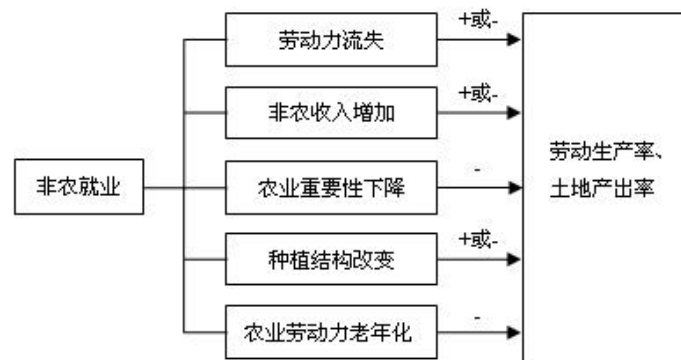 劳动力流失
+或-
非农收入增加
+或-
非农就业
农业重要性下降
-
种植结构改变
+或-
农业劳动力老年化
-
劳动生产率、
土地产出率